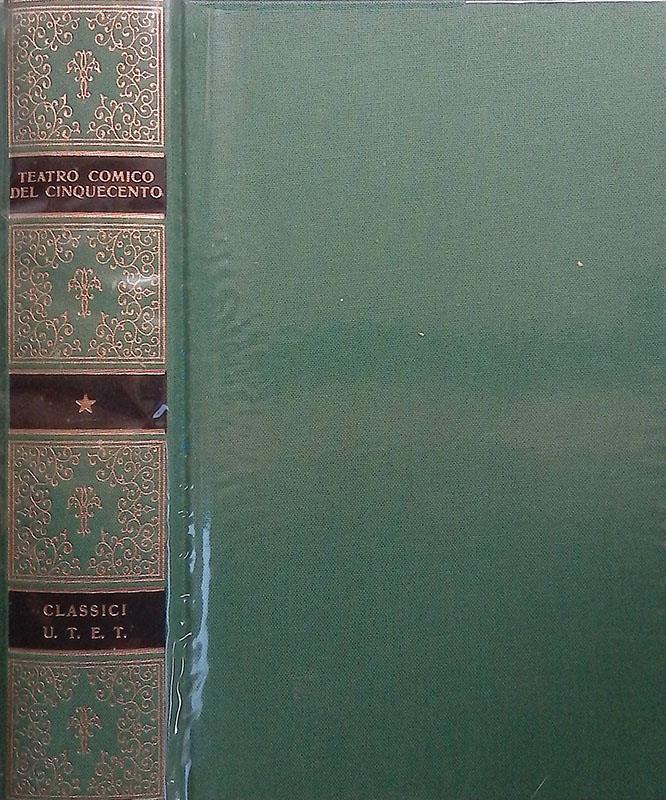 TEATRO COMICO
DEL CINQUECENTO
CLASSICI
U. T. E. T.